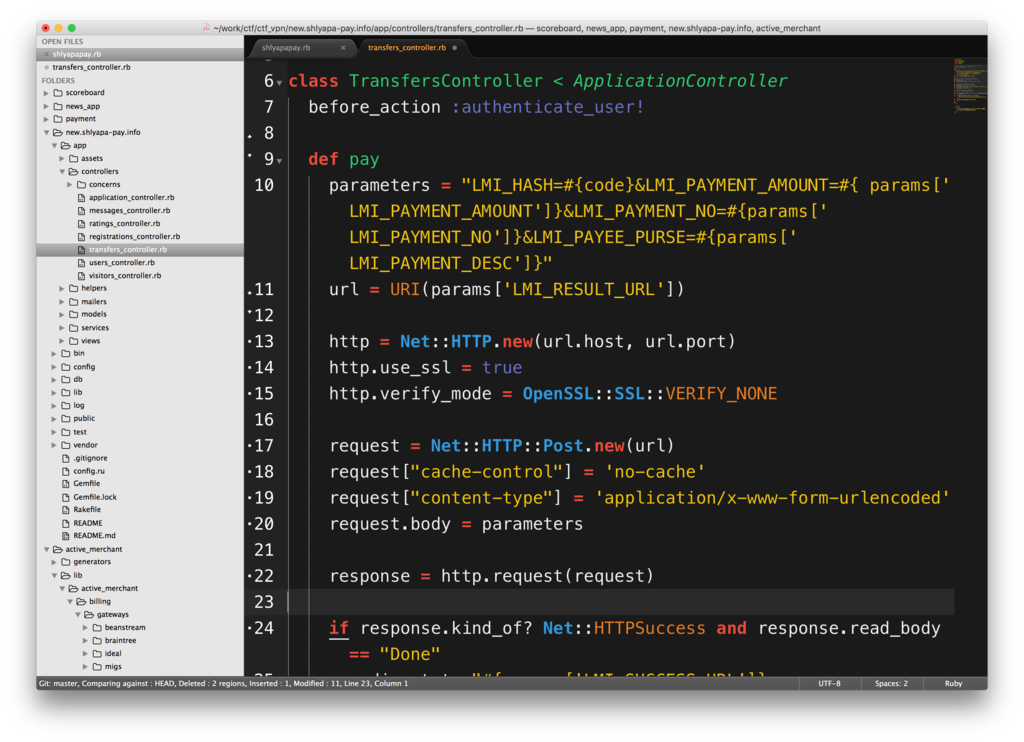 ~/work/ctf/ctf_vpn/new.shlyapa-pay.info/app/controllers/transfers_controller.rb — scoreboard, news_app, payment, new.shlyapa-pay.info, active_merchant
OPEN FILES
shlyapapay.rb
transfers_controller.rb
FOLDERS
scoreboard
news_app
payment
new.shlyapa-pay.info
app
assets
controllers
concerns
application_controller.rb
messages_controller.rb
ratings_controller.rb
registrations_controller.rb
transfers_controller.rb
users_controller.rb
visitors_controller.rb
helpers
mailers
models
services
views
bin
config
db
lib
log
public
test
vendor
.gitignore
config.ru
Gemfile
Gemfile.lock
Rakefile
README
README.md
active_merchant
generators
lib
active_merchant
billing
gateways
beanstream
braintree
ideal
migs
shlyapapay.rb
transfers_controller.rb
6 class TransfersController < ApplicationController
7 before_action :authenticate_user!
8
9 def pay
10 parameters = "LMI_HASH=#{code}&LMI_PAYMENT_AMOUNT=#{ params['
LMI_PAYMENT_AMOUNT']}&LMI_PAYMENT_NO=#{params['
LMI_PAYMENT_NO']}&LMI_PAYEE_PURSE=#{params['
LMI_PAYMENT_DESC']}"
11 url = URI(params['LMI_RESULT_URL'])
12
13 http = Net::HTTP.new(url.host, url.port)
14 http.use_ssl = true
15 http.verify_mode = OpenSSL::SSL::VERIFY_NONE
16
17 request = Net::HTTP::Post.new(url)
18 request["cache-control"] = 'no-cache'
19 request["content-type"] = 'application/x-www-form-urlencoded'
20 request.body = parameters
21
22 response = http.request(request)
23
24 if response.kind_of? Net::HTTPSuccess and response.read_body
== "Done"
Git: master, Comparing against : HEAD, Deleted : 2 regions, Inserted : 1, Modified : 11, Line 23, Column 1
UTF-8
Spaces: 2
Ruby